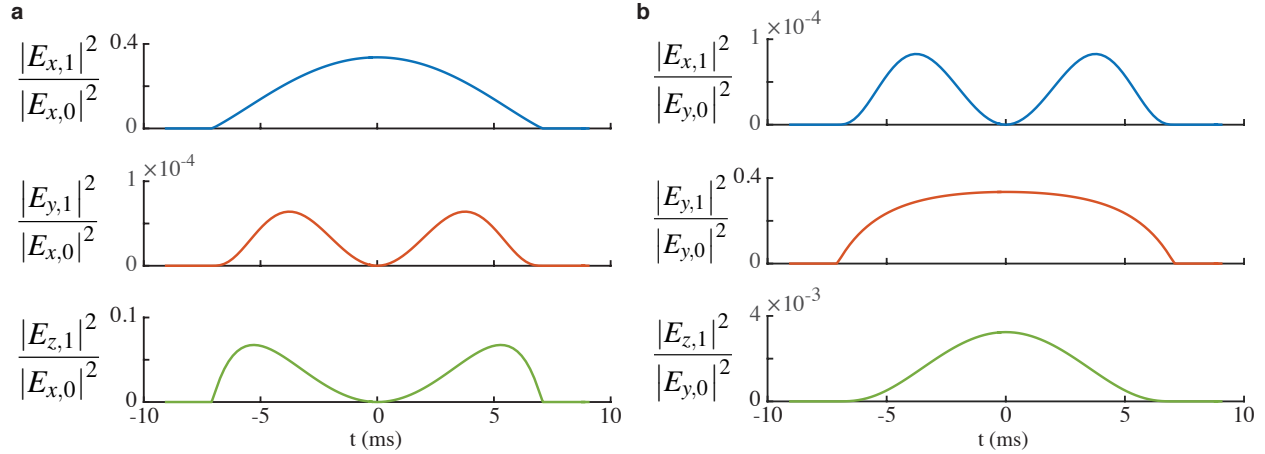 a
|E_{x,1}|^2
|E_{x,0}|^2
0.4
0
|E_{y,1}|^2
|E_{x,0}|^2
×10^{-4}
1
0
|E_{z,1}|^2
|E_{x,0}|^2
0.1
0
-10 -5 0 5 10
t (ms)
b
|E_{x,1}|^2
|E_{y,0}|^2
1 ×10^{-4}
0
|E_{y,1}|^2
|E_{y,0}|^2
0.4
0
|E_{z,1}|^2
|E_{y,0}|^2
4 ×10^{-3}
0
-10 -5 0 5 10
t (ms)